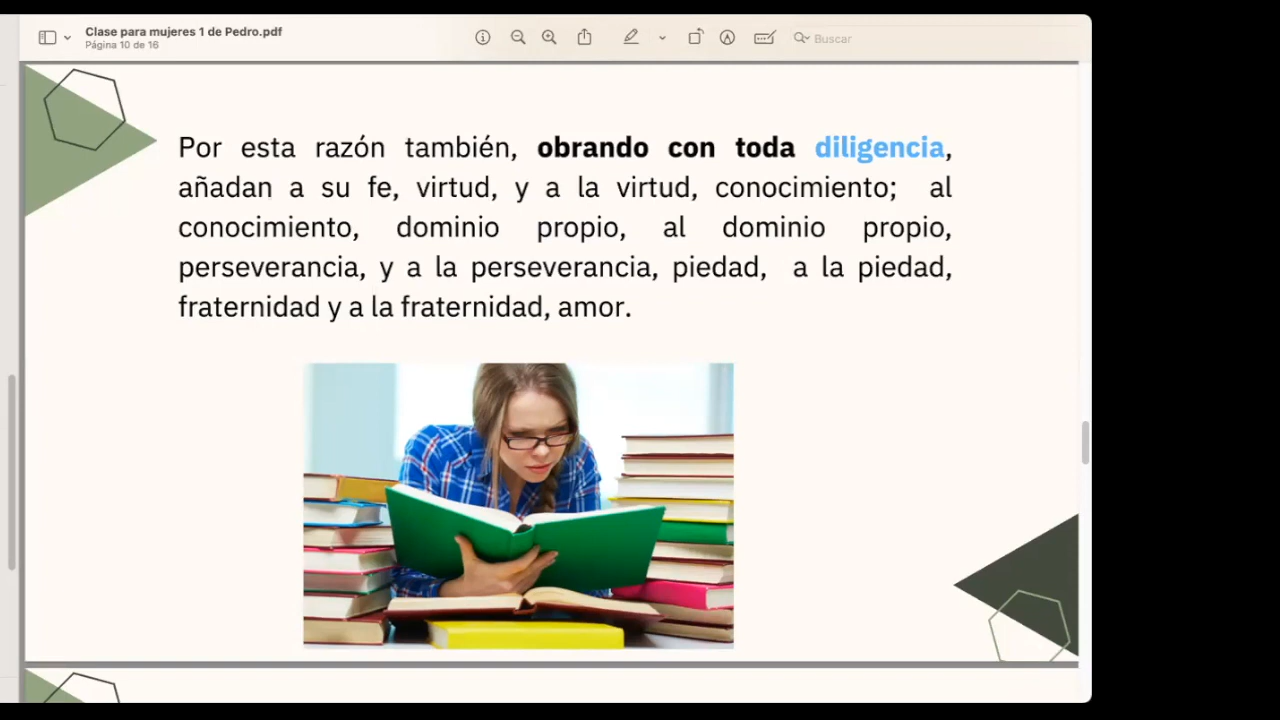 Clase para mujeres 1 de Pedro.pdf
Página 10 de 16
Buscar
Por esta razón también, obrando con toda diligencia,
añadan a su fe, virtud, y a la virtud, conocimiento; al
conocimiento, dominio propio, al dominio propio,
perseverancia, y a la perseverancia, piedad, a la piedad,
fraternidad y a la fraternidad, amor.